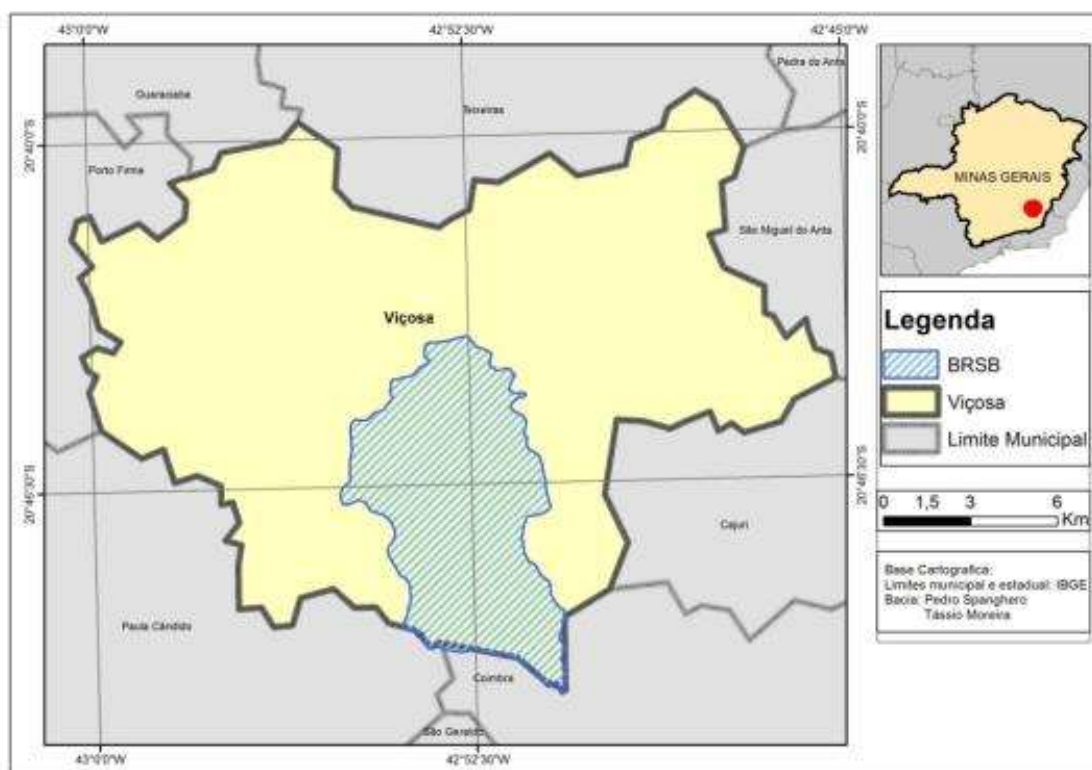 43°0'0"W
42°52'30"W
42°45'0"W
Pedra do Anta
Guaraciaba
Teixeiras
20°40'0"S
20°40'0"S
Porto Firme
MINAS GERAIS
São Miguel do Anta
Viçosa
Legenda
BRSB
Viçosa
Limite Municipal
20°46'30"S
20°46'30"S
0 1,5 3 6
Km
Cajuri
Base Cartografica:
Limites municipal e estadual: IBGE
Bacia: Pedro Spanghero
Tássio Moreira
Paula Cândido
Coimbra
São Geraldo
43°0'0"W
42°52'30"W